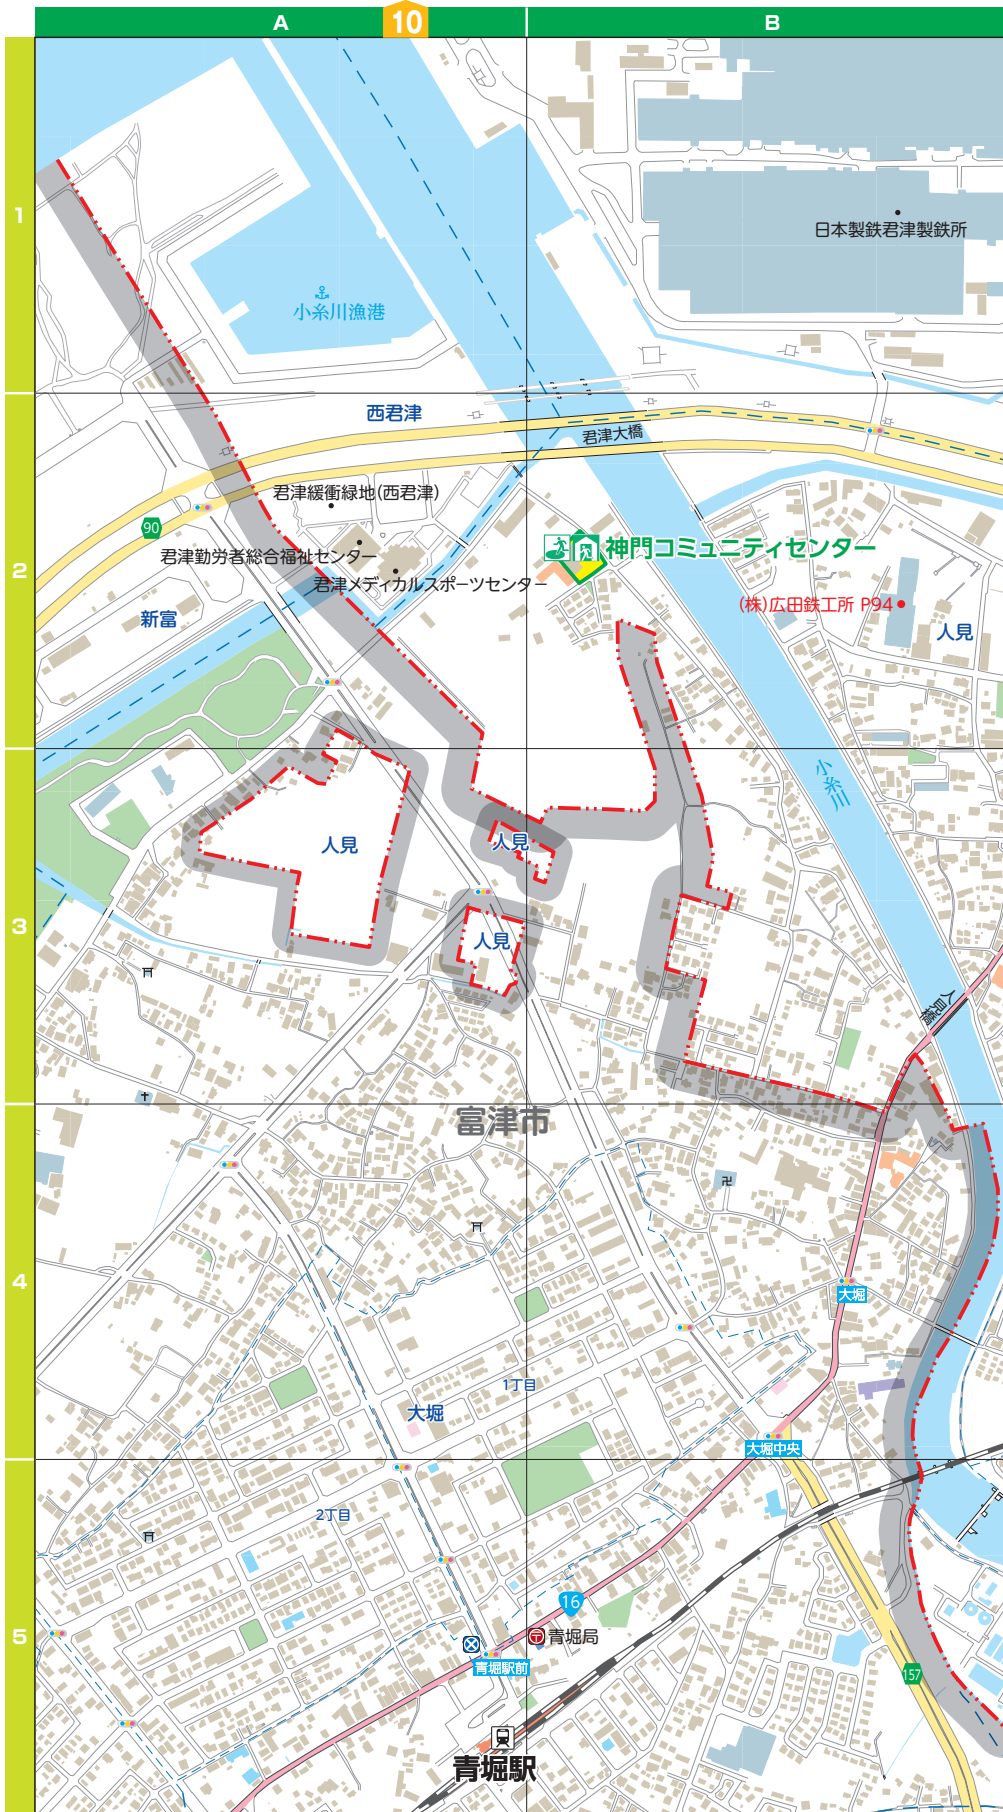 10
A
B
1
日本製鉄君津製鉄所
小糸川漁港
西君津
君津大橋
君津緩衝緑地(西君津)
90
君津勤労者総合福祉センター
神門コミュニティセンター
2
君津メディカルスポーツセンター
(株)広田鉄工所 P94
新富
人見
小糸川
人見
人見
3
人見
人見橋
富津市
卍
4
大堀
1丁目
大堀
大堀中央
2丁目
16
5
青堀局
青堀駅前
157
青堀駅